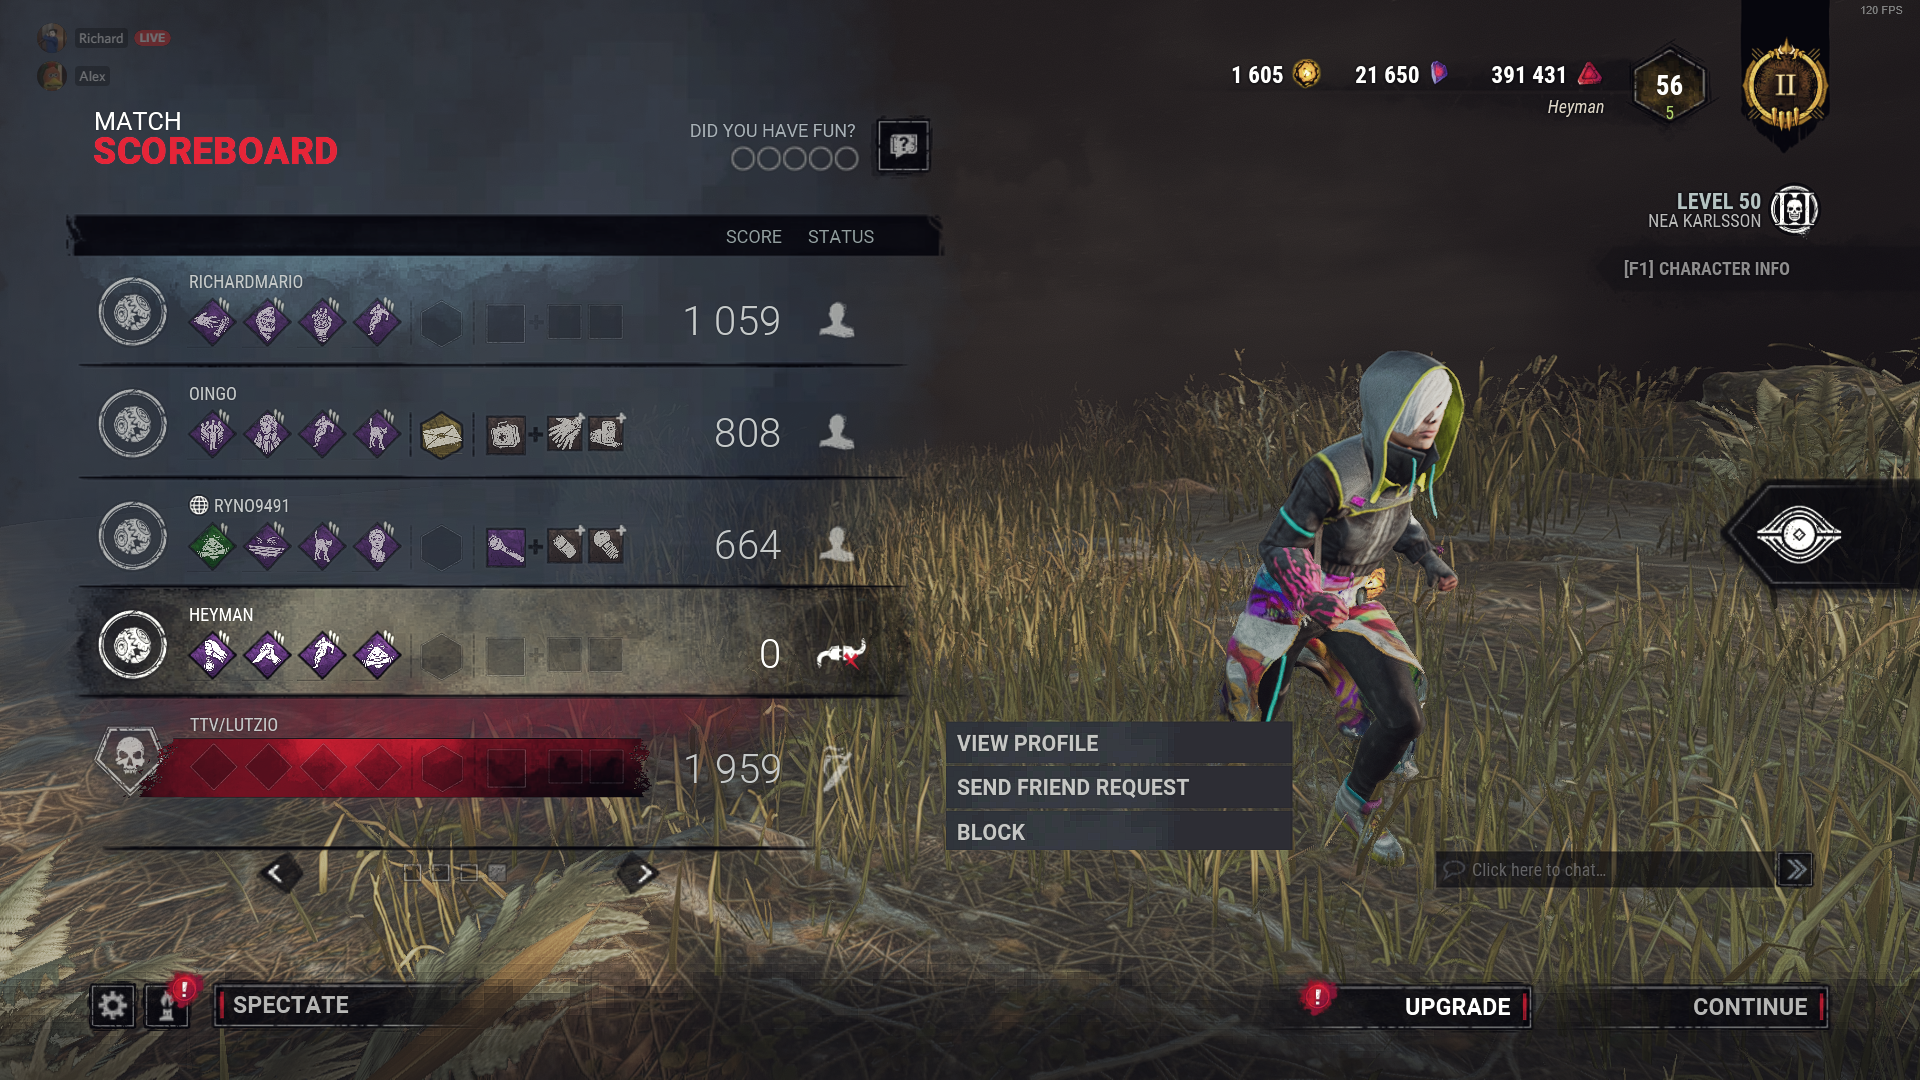 120 FPS
Richard LIVE
Alex
1 605
21 650
391 431
Heyman
56
5
II
MATCH
SCOREBOARD
DID YOU HAVE FUN?
?
LEVEL 50
NEA KARLSSON
[F1] CHARACTER INFO
SCORE STATUS
RICHARDMARIO
1 059
OINGO
808
RYNO9491
664
HEYMAN
0
TTV/LUTZIO
1 959
VIEW PROFILE
SEND FRIEND REQUEST
BLOCK
Click here to chat...
!
SPECTATE
!
UPGRADE
CONTINUE